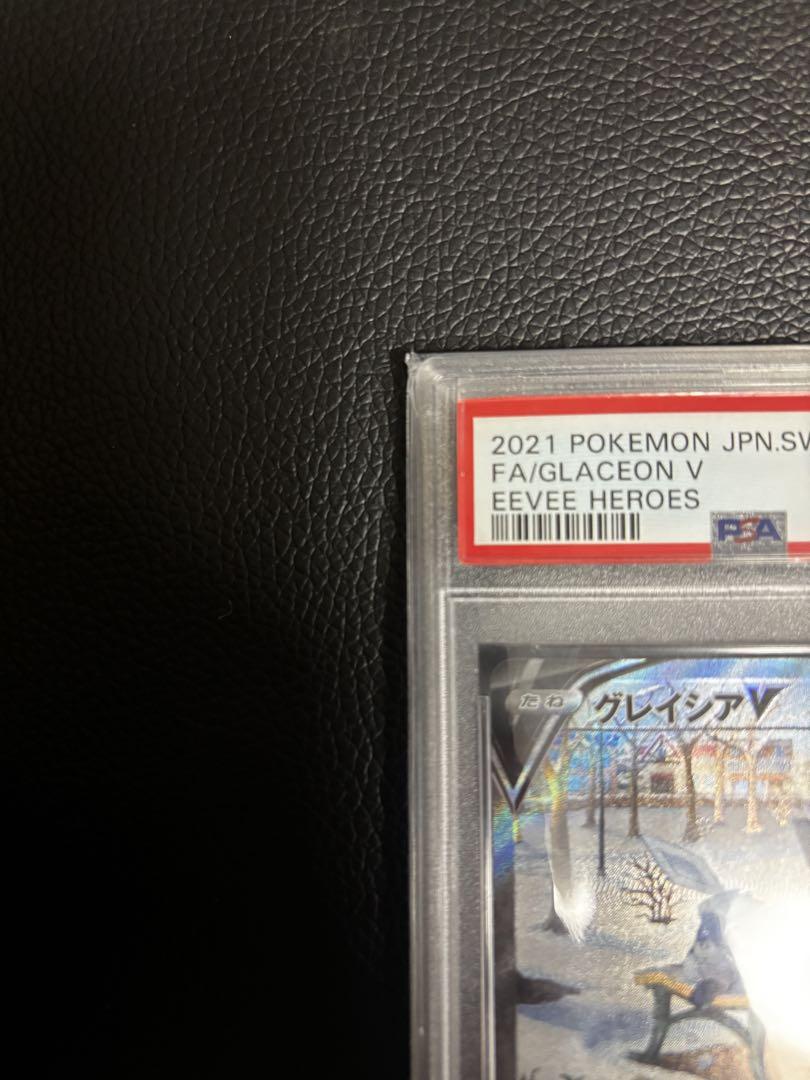 2021 POKEMON JPN.SW
FA/GLACEON V
EEVEE HEROES
PSA
たね グレイシアV